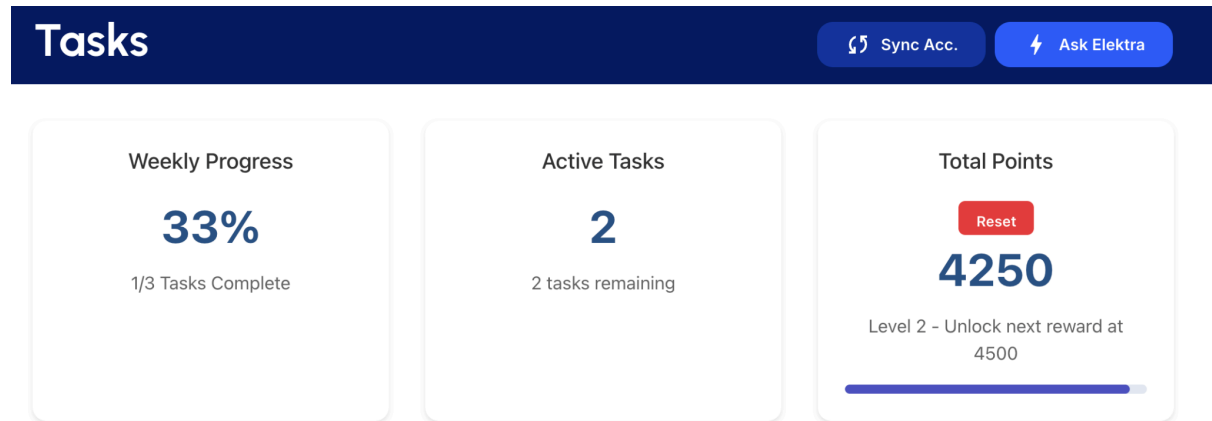 Tasks
Sync Acc.
Ask Elektra
Weekly Progress
33%
1/3 Tasks Complete
Active Tasks
2
2 tasks remaining
Total Points
Reset
4250
Level 2 - Unlock next reward at
4500